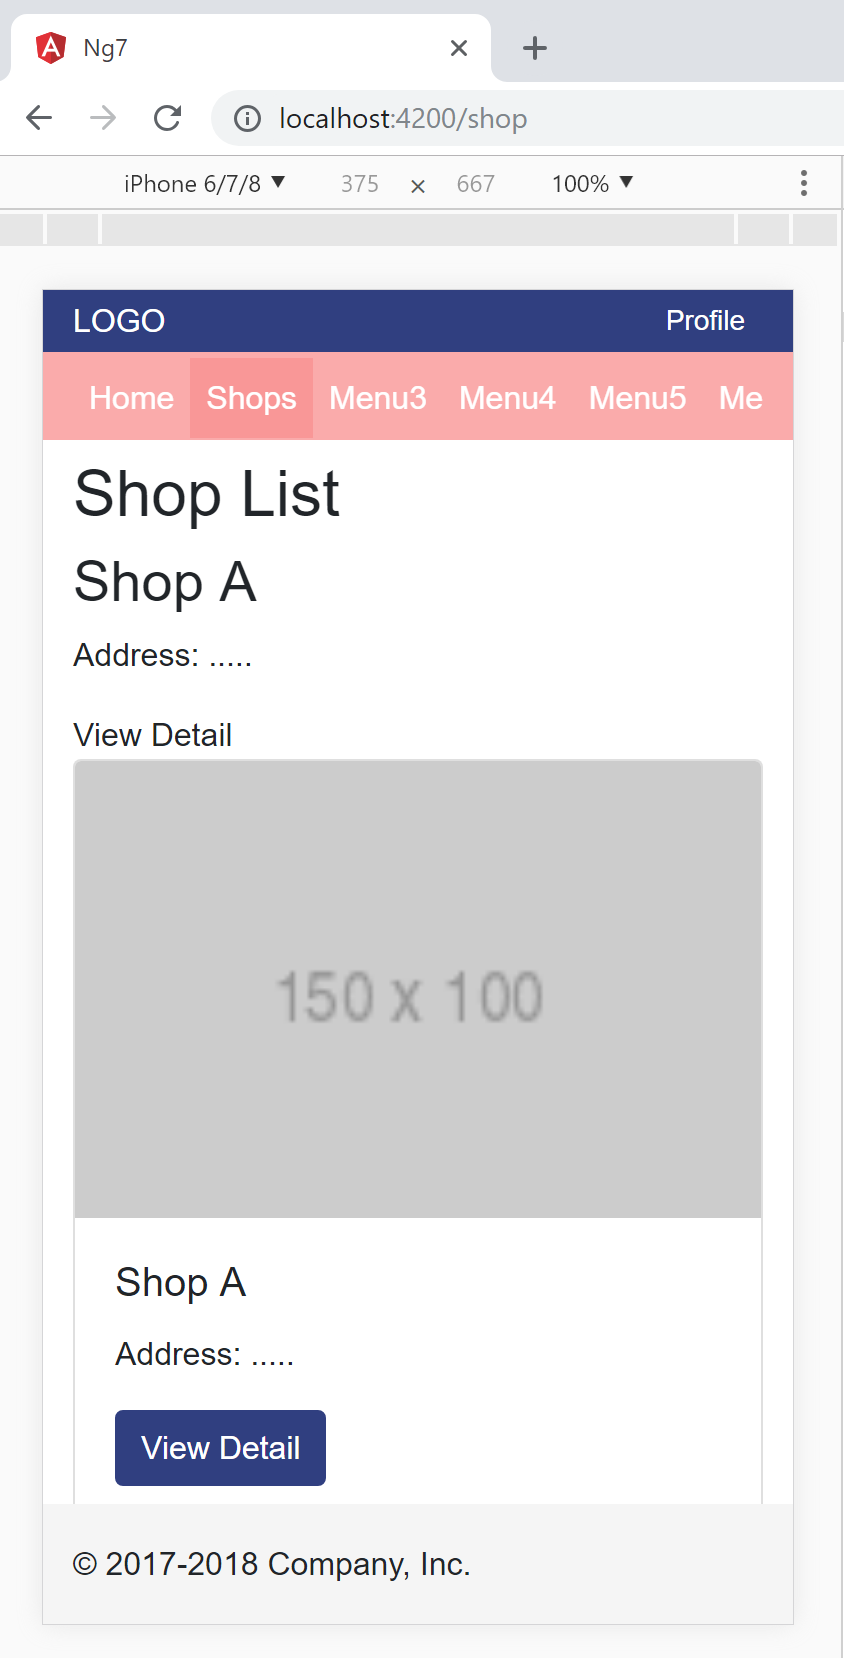 Ng7
localhost:4200/shop
iPhone 6/7/8 ▼ 375 × 667 100% ▼
LOGO Profile
Home Shops Menu3 Menu4 Menu5 Me
Shop List
Shop A
Address: .....
View Detail
150 x 100
Shop A
Address: .....
View Detail
© 2017-2018 Company, Inc.